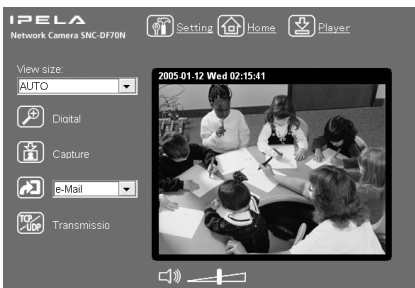 IPELA
Network Camera SNC-DF70N
Setting
Home
Player
View size:
AUTO
Digital
Capture
e-Mail
TCP/UDP
Transmissio
2005-01-12 Wed 02:15:41